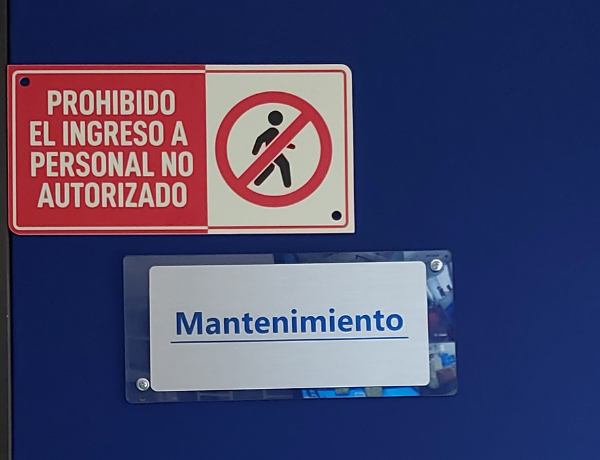 PROHIBIDO
EL INGRESO A
PERSONAL NO
AUTORIZADO
Mantenimiento